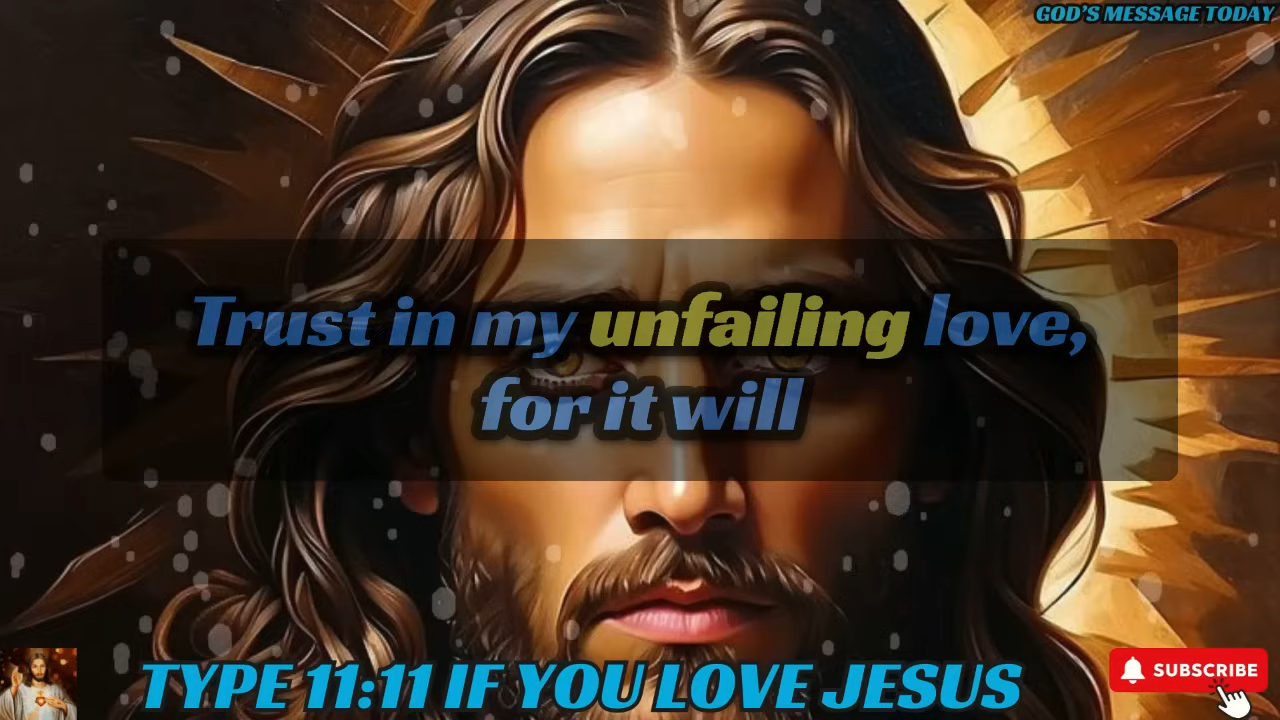 GOD'S MESSAGE TODAY
Trust in my unfailing love,
for it will
TYPE 11:11 IF YOU LOVE JESUS
SUBSCRIBE